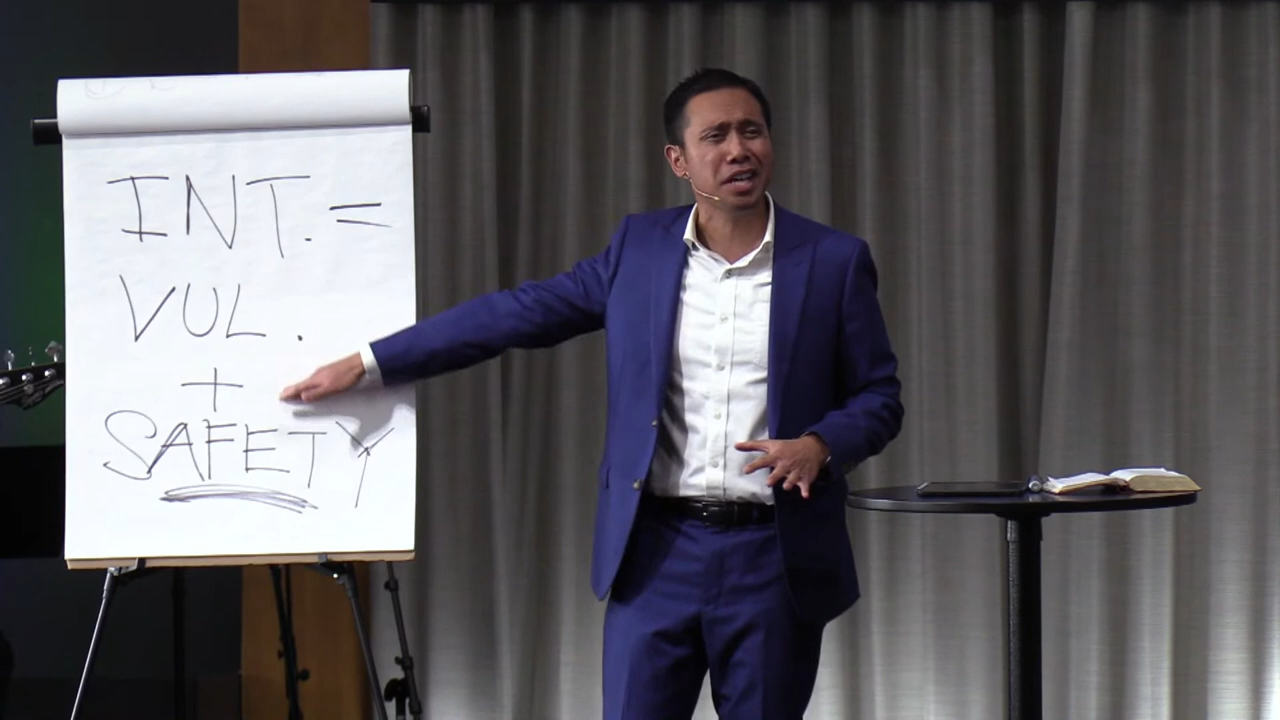 INT. =
VUL.
+
SAFETY